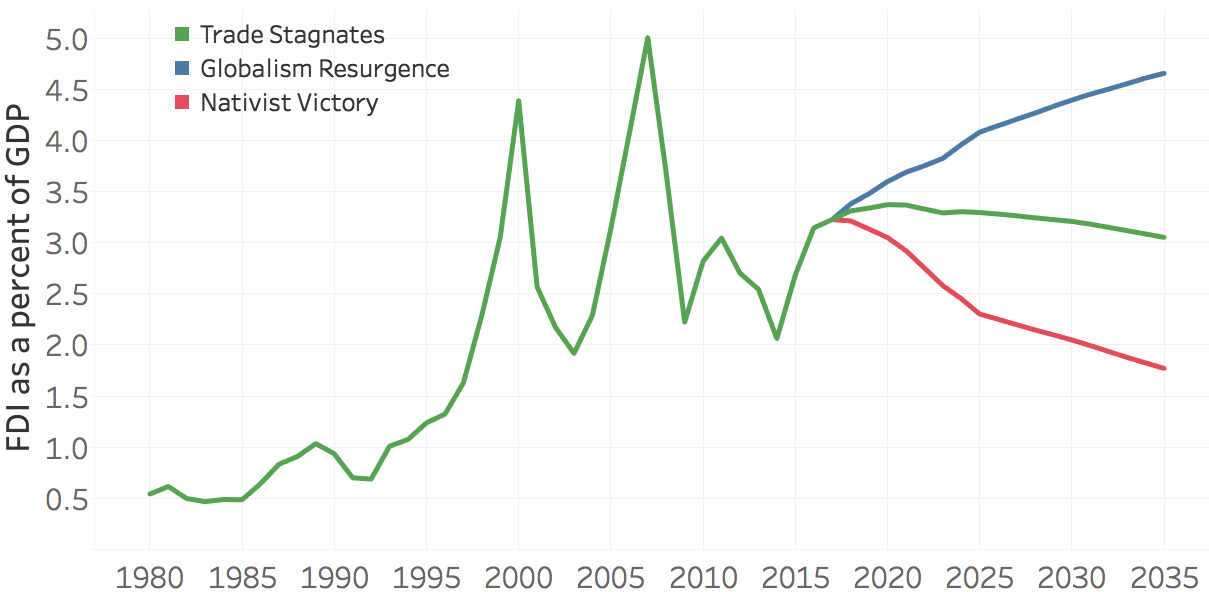 Trade Stagnates
Globalism Resurgence
Nativist Victory
FDI as a percent of GDP
5.0
4.5
4.0
3.5
3.0
2.5
2.0
1.5
1.0
0.5
1980 1985 1990 1995 2000 2005 2010 2015 2020 2025 2030 2035